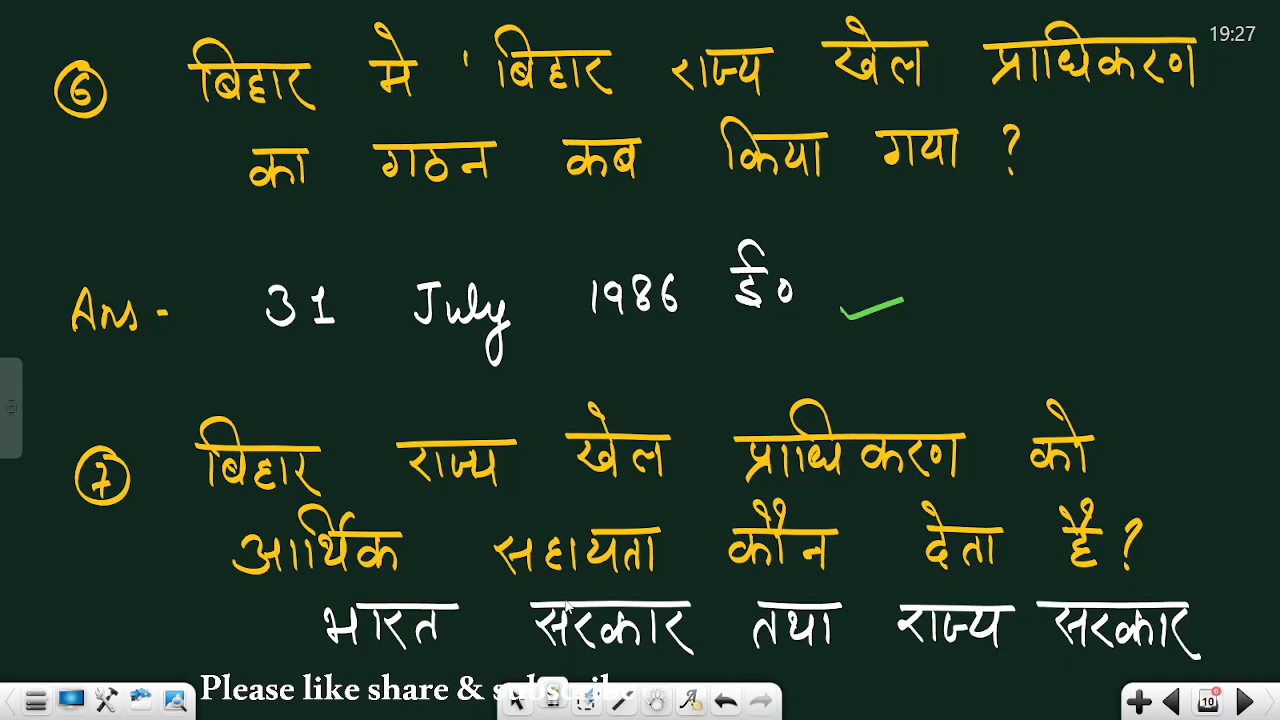 19:27
6 बिहार मे ' बिहार राज्य खेल प्राधिकरण
का गठन कब किया गया ?
Ans - 31 July 1986 ई०
7 बिहार राज्य खेल प्राधिकरण को
आर्थिक सहायता कौन देता है ?
भारत सरकार तथा राज्य सरकार
Please like share & subscribe
10